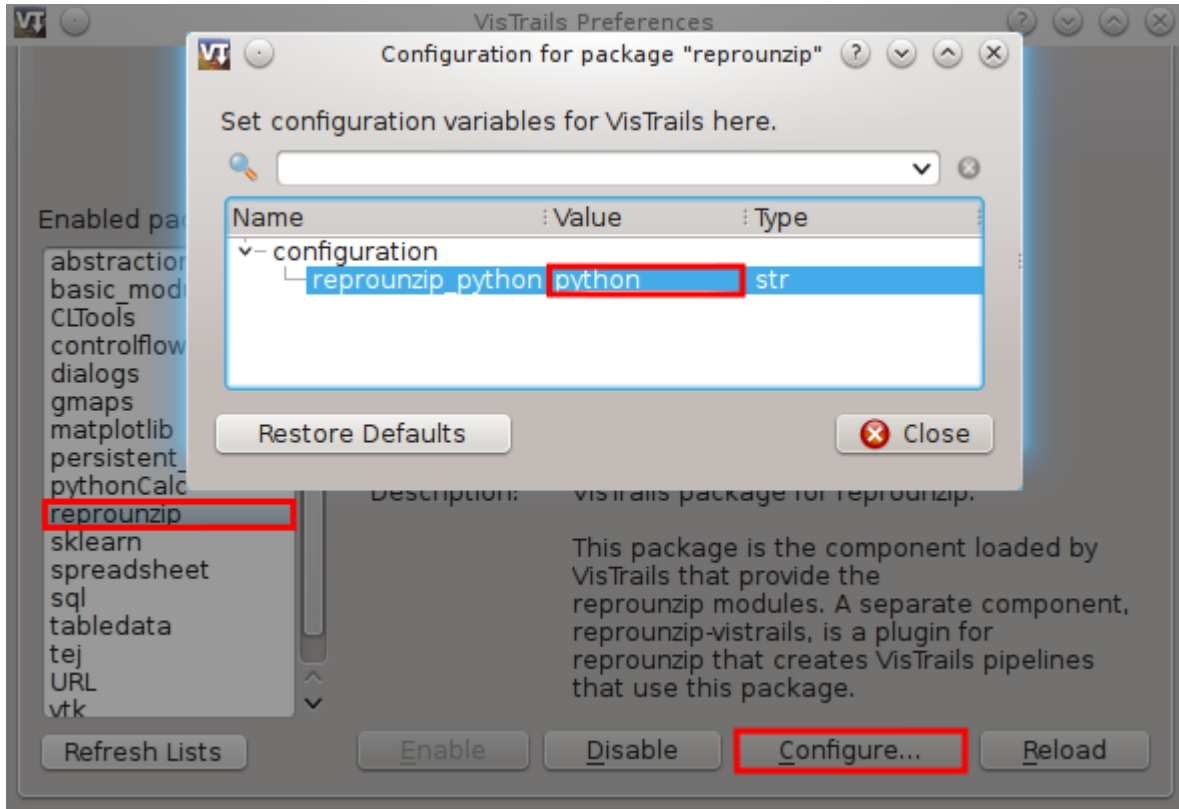 VisTrails Preferences
Configuration for package "reprounzip"
Set configuration variables for VisTrails here.
Name Value Type
configuration
reprounzip_python python str
Restore Defaults Close
Enabled pa
abstraction
basic_modu
CLTools
controlflow
dialogs
gmaps
matplotlib
persistent_
pythonCalc
reprounzip
sklearn
spreadsheet
sql
tabledata
tej
URL
vtk
Description: VisTrails package for reprounzip.
This package is the component loaded by
VisTrails that provide the
reprounzip modules. A separate component,
reprounzip-vistrails, is a plugin for
reprounzip that creates VisTrails pipelines
that use this package.
Refresh Lists Enable Disable Configure... Reload